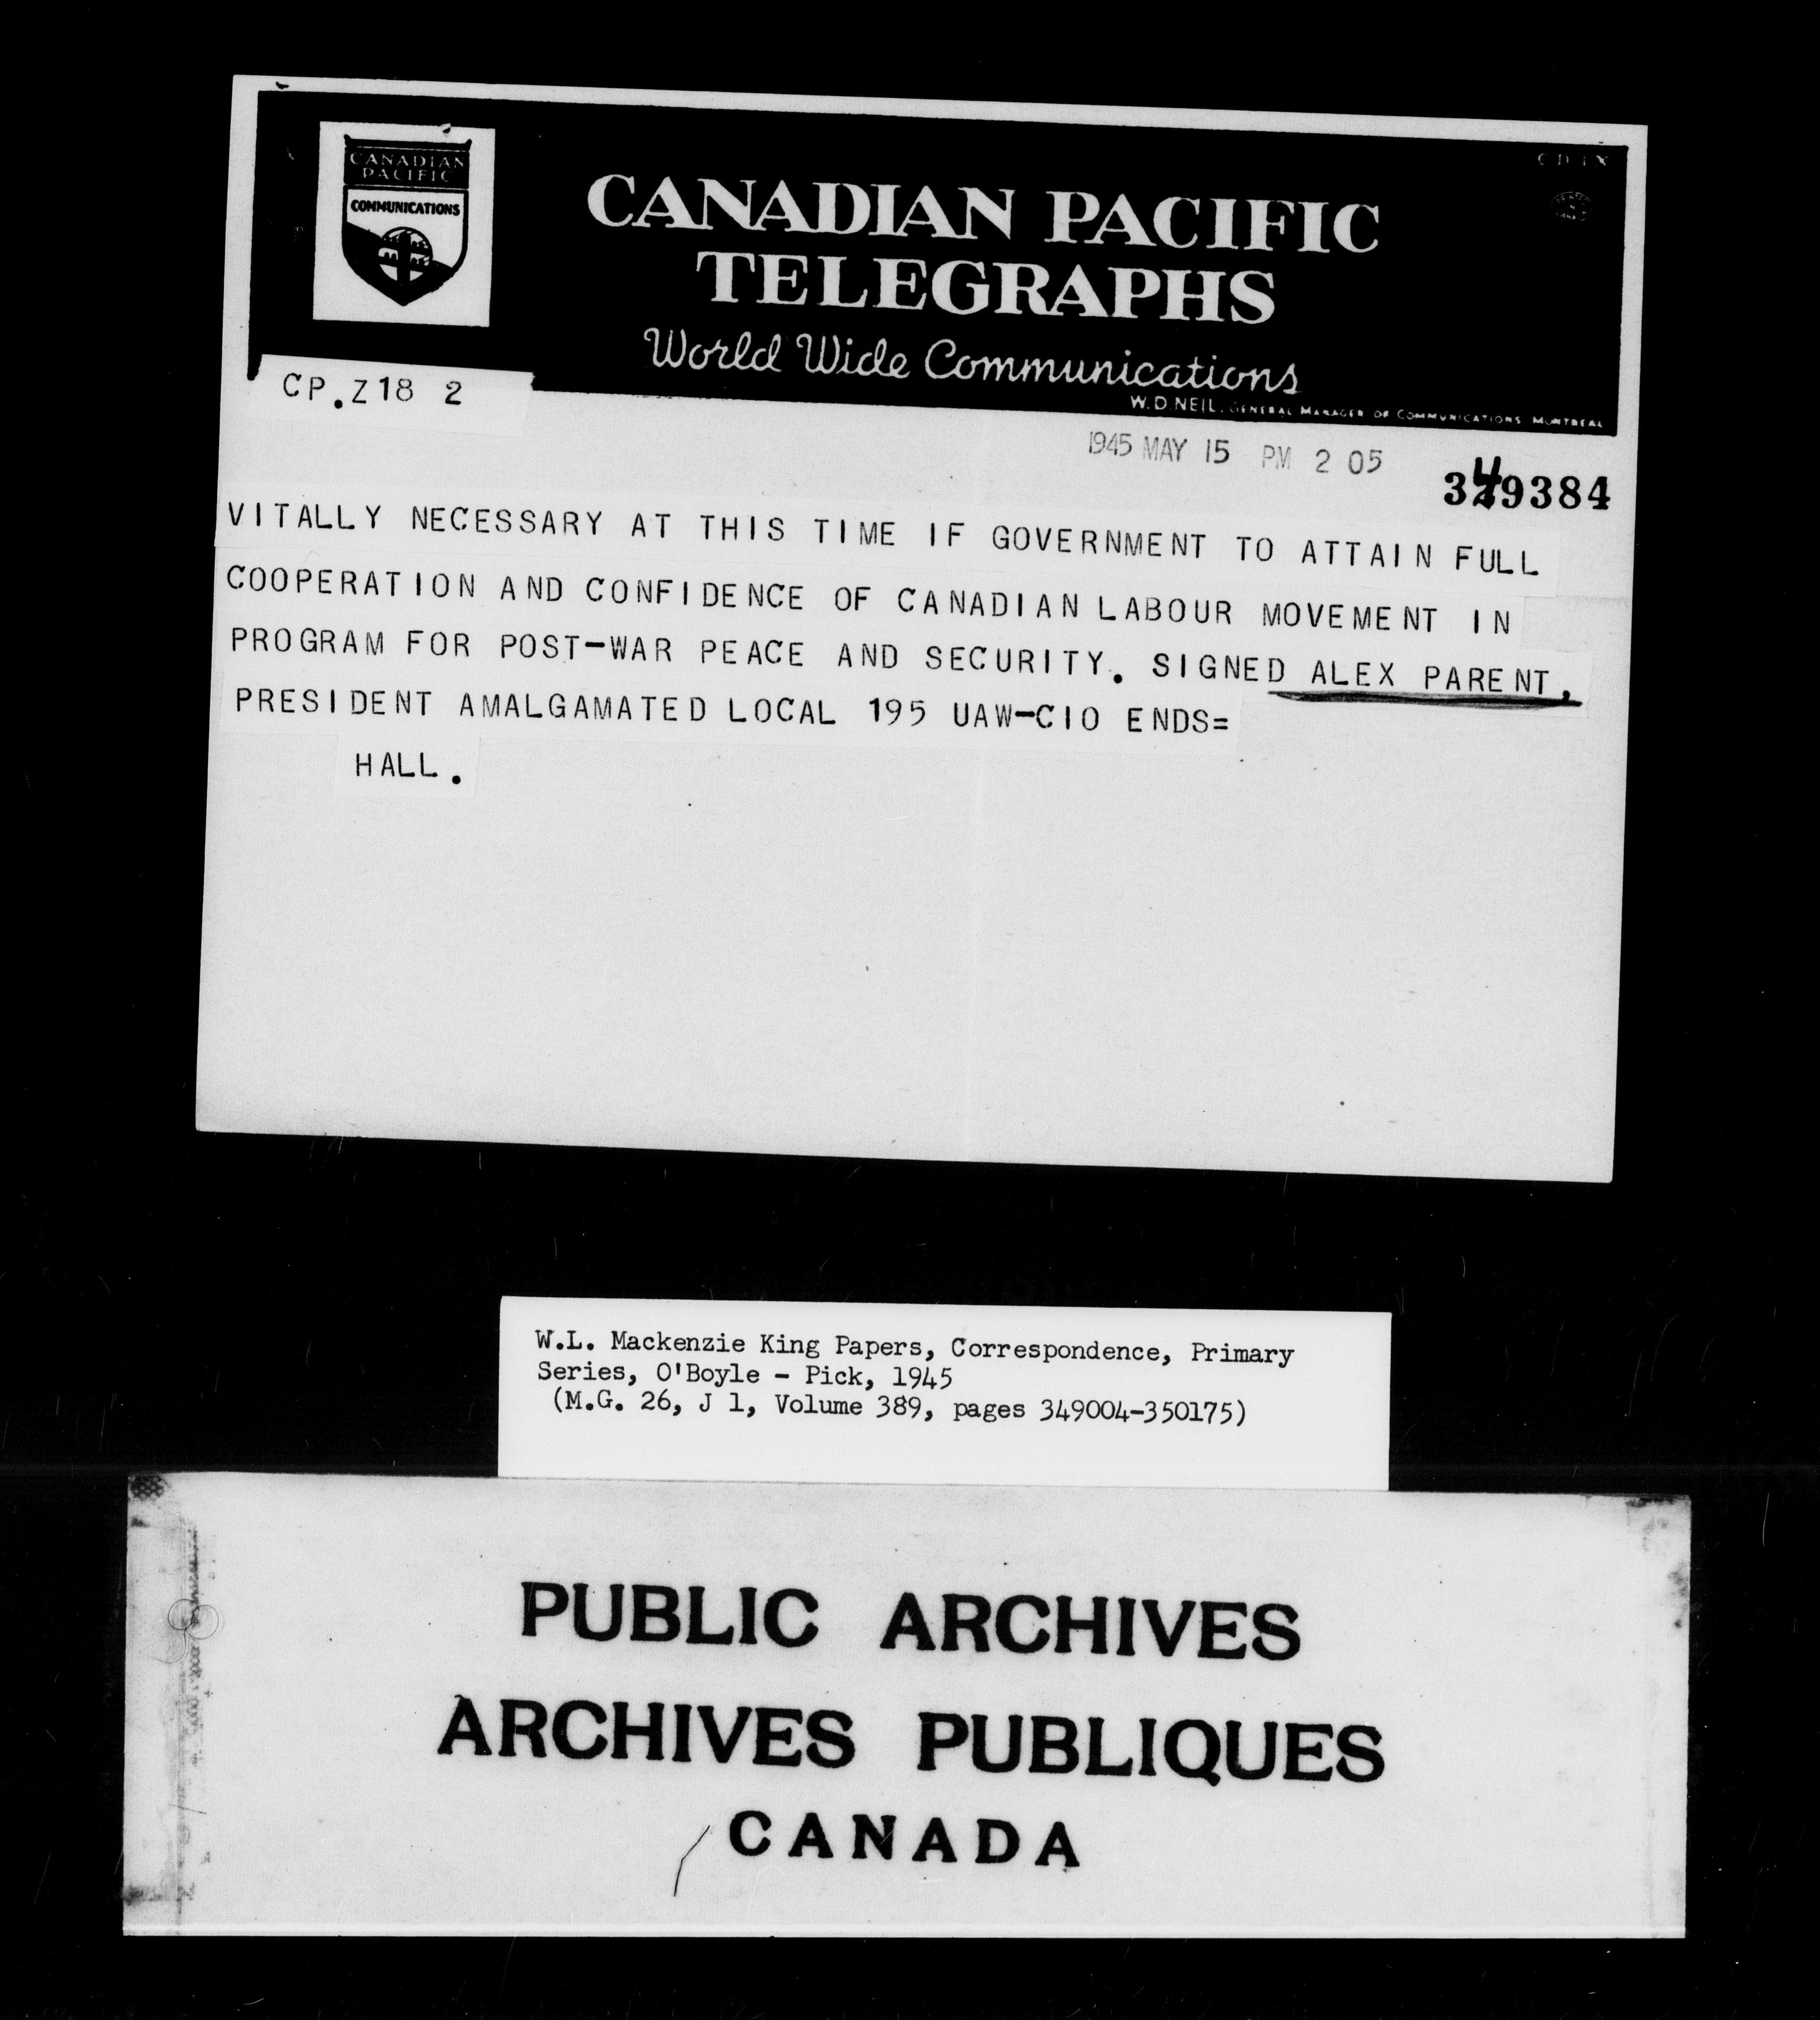 CANADIAN
PACIFIC
COMMUNICATIONS
CANADIAN PACIFIC
TELEGRAPHS
World Wide Communications
W.D. NEIL, GENERAL MANAGER OF COMMUNICATIONS MONTREAL
CP.Z18 2
1945 MAY 15 PM 2 05
349384
VITALLY NECESSARY AT THIS TIME IF GOVERNMENT TO ATTAIN FULL
COOPERATION AND CONFIDENCE OF CANADIAN LABOUR MOVEMENT IN
PROGRAM FOR POST-WAR PEACE AND SECURITY. SIGNED ALEX PARENT,
PRESIDENT AMALGAMATED LOCAL 195 UAW-CIO ENDS=
HALL.
W.L. Mackenzie King Papers, Correspondence, Primary
Series, O'Boyle - Pick, 1945
(M.G. 26, J 1, Volume 389, pages 349004-350175)
PUBLIC ARCHIVES
ARCHIVES PUBLIQUES
CANADA